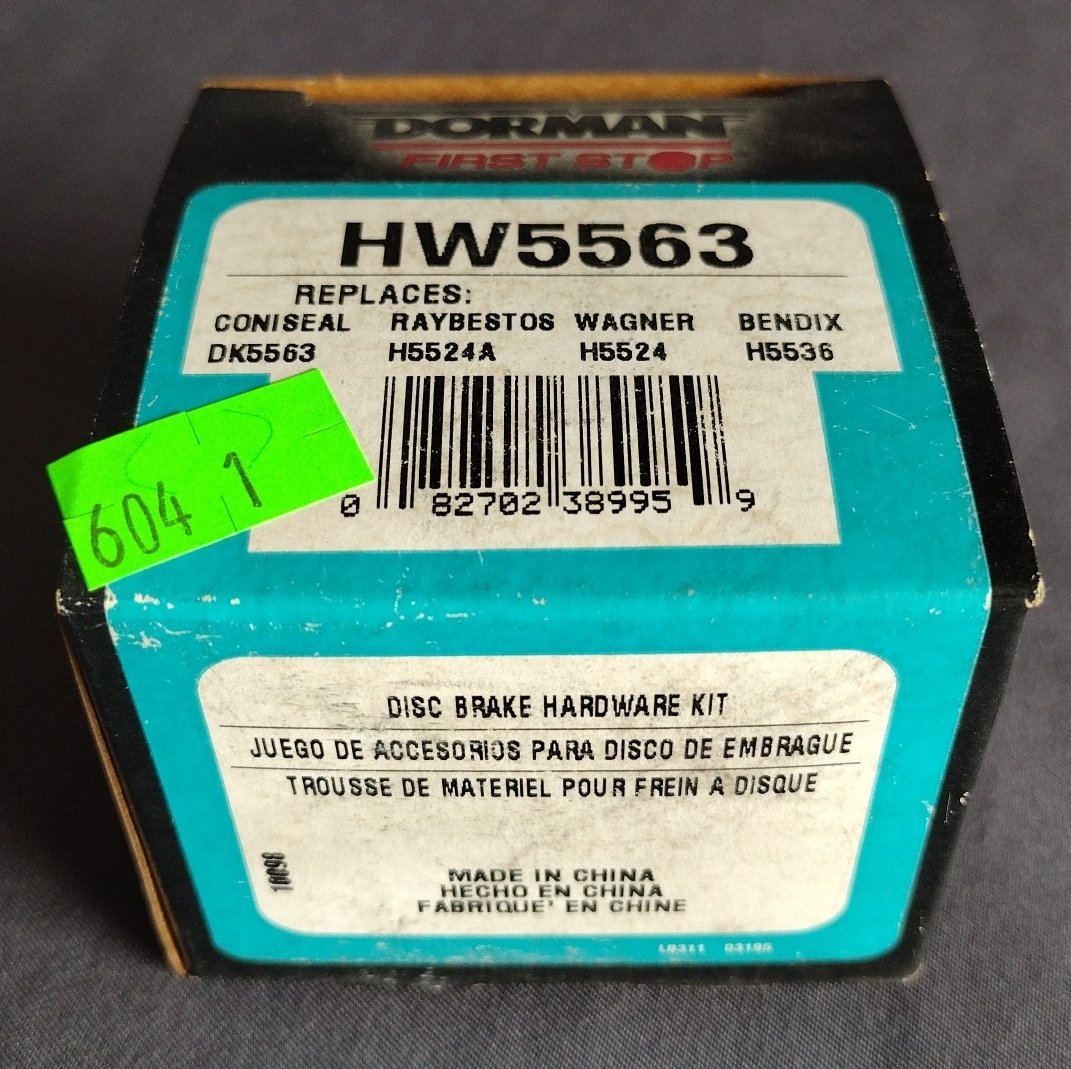 DORMAN
FIRST STOP
HW5563
REPLACES:
CONISEAL RAYBESTOS WAGNER BENDIX
DK5563 H5524A H5524 H5536
604 1
0 82702 38995 9
DISC BRAKE HARDWARE KIT
JUEGO DE ACCESORIOS PARA DISCO DE EMBRAGUE
TROUSSE DE MATERIEL POUR FREIN A DISQUE
MADE IN CHINA
HECHO EN CHINA
FABRIQUE' EN CHINE
LB311 03195